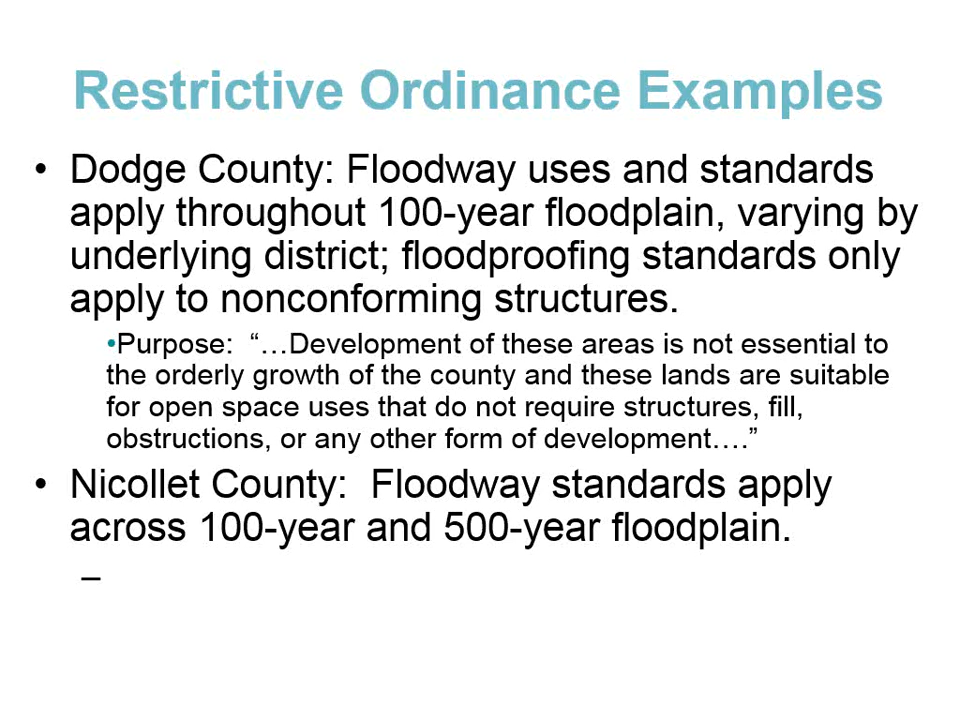 Restrictive Ordinance Examples
• Dodge County: Floodway uses and standards
apply throughout 100-year floodplain, varying by
underlying district; floodproofing standards only
apply to nonconforming structures.
•Purpose:  “…Development of these areas is not essential to
the orderly growth of the county and these lands are suitable
for open space uses that do not require structures, fill,
obstructions, or any other form of development….”
• Nicollet County:  Floodway standards apply
across 100-year and 500-year floodplain.
–